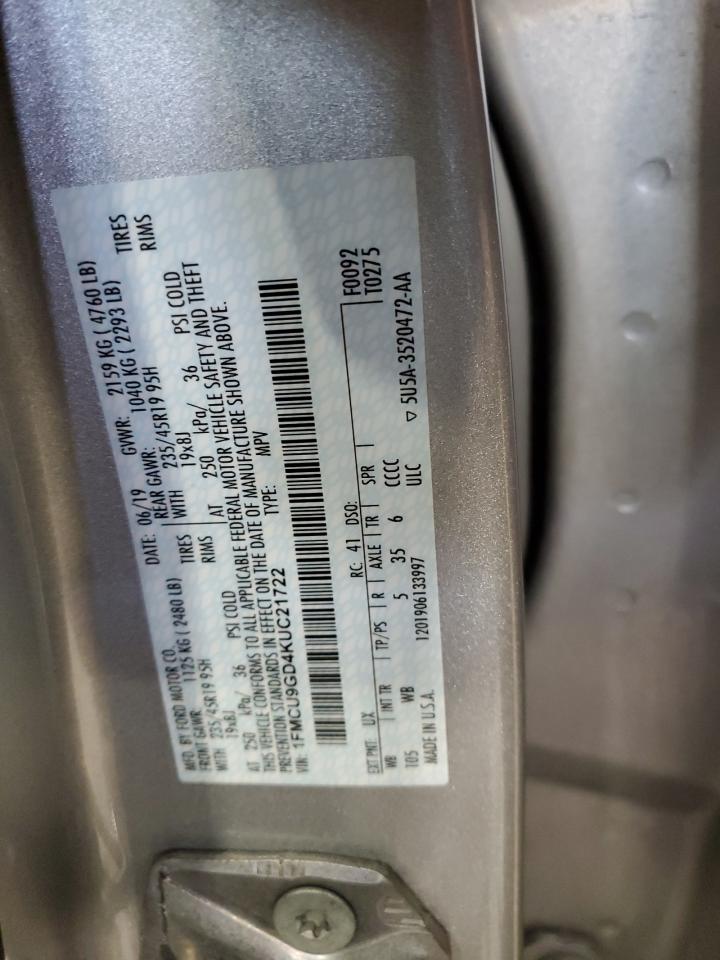 MFD. BY FORD MOTOR CO.
DATE: 06/19 GVWR: 2159 KG ( 4760 LB)
FRONT GAWR: 1125 KG ( 2480 LB) REAR GAWR: 1040 KG ( 2293 LB)
WITH 235/45R19 95H TIRES WITH 235/45R19 95H TIRES
19x8J RIMS 19x8J RIMS
AT 250 kPa/ 36 PSI COLD AT 250 kPa/ 36 PSI COLD
THIS VEHICLE CONFORMS TO ALL APPLICABLE FEDERAL MOTOR VEHICLE SAFETY AND THEFT
PREVENTION STANDARDS IN EFFECT ON THE DATE OF MANUFACTURE SHOWN ABOVE.
VIN: 1FMCU9GD4KUC21722 TYPE: MPV
F0092
T0275
EXT PNT: UX RC: 41 DSO:
WB INT TR TP/PS R AXLE TR SPR
T05 WB 5 35 6 CCCC
MADE IN U.S.A. 1201906133997 ULC ▽ 5U5A-3520472-AA